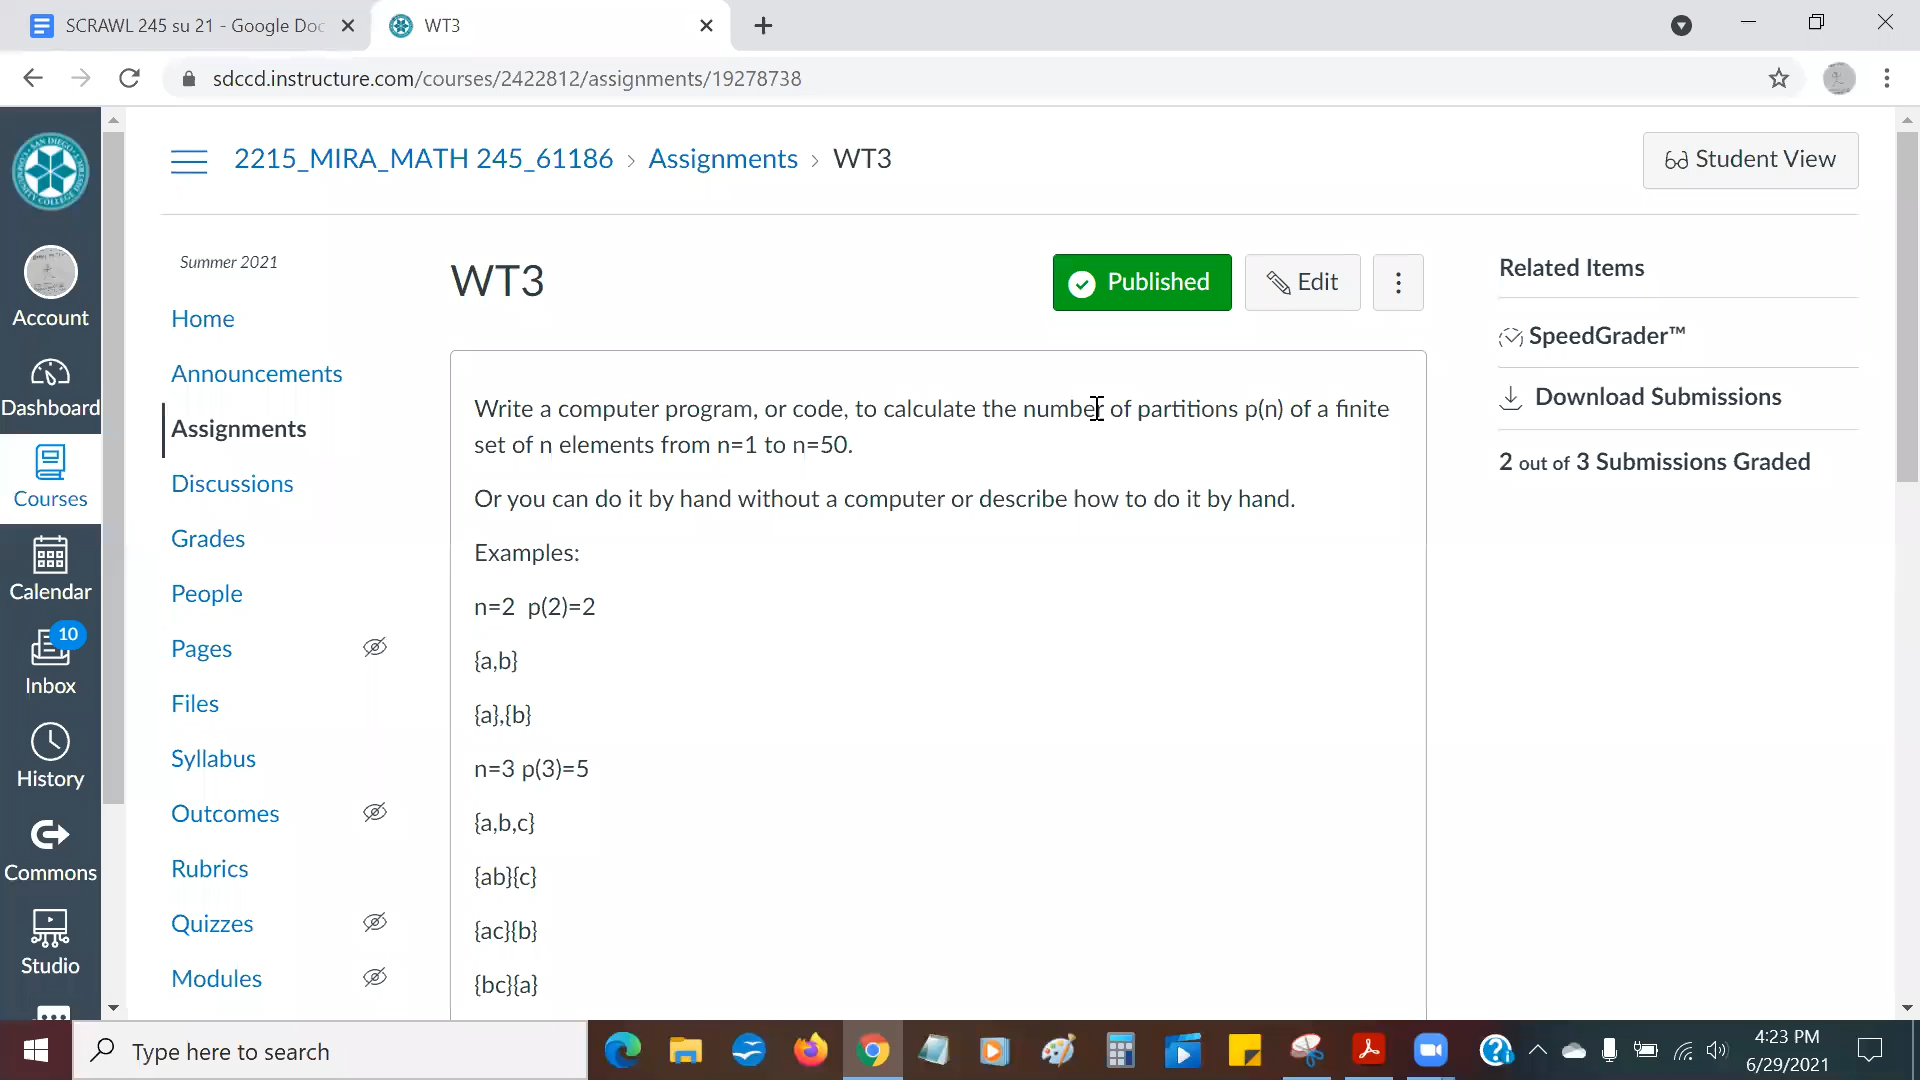 SCRAWL 245 su 21 - Google Doc
WT3
sdccd.instructure.com/courses/2422812/assignments/19278738
SAN DIEGO COMMUNITY COLLEGE DISTRICT
Account
Dashboard
Courses
Calendar
10
Inbox
History
Commons
Studio
2215_MIRA_MATH 245_61186 › Assignments › WT3
Student View
Summer 2021
Home
Announcements
Assignments
Discussions
Grades
People
Pages
Files
Syllabus
Outcomes
Rubrics
Quizzes
Modules
WT3
Published
Edit
Write a computer program, or code, to calculate the number of partitions p(n) of a finite
set of n elements from n=1 to n=50.
Or you can do it by hand without a computer or describe how to do it by hand.
Examples:
n=2  p(2)=2
{a,b}
{a},{b}
n=3 p(3)=5
{a,b,c}
{ab}{c}
{ac}{b}
{bc}{a}
Related Items
SpeedGrader™
Download Submissions
2 out of 3 Submissions Graded
Type here to search
4:23 PM
6/29/2021